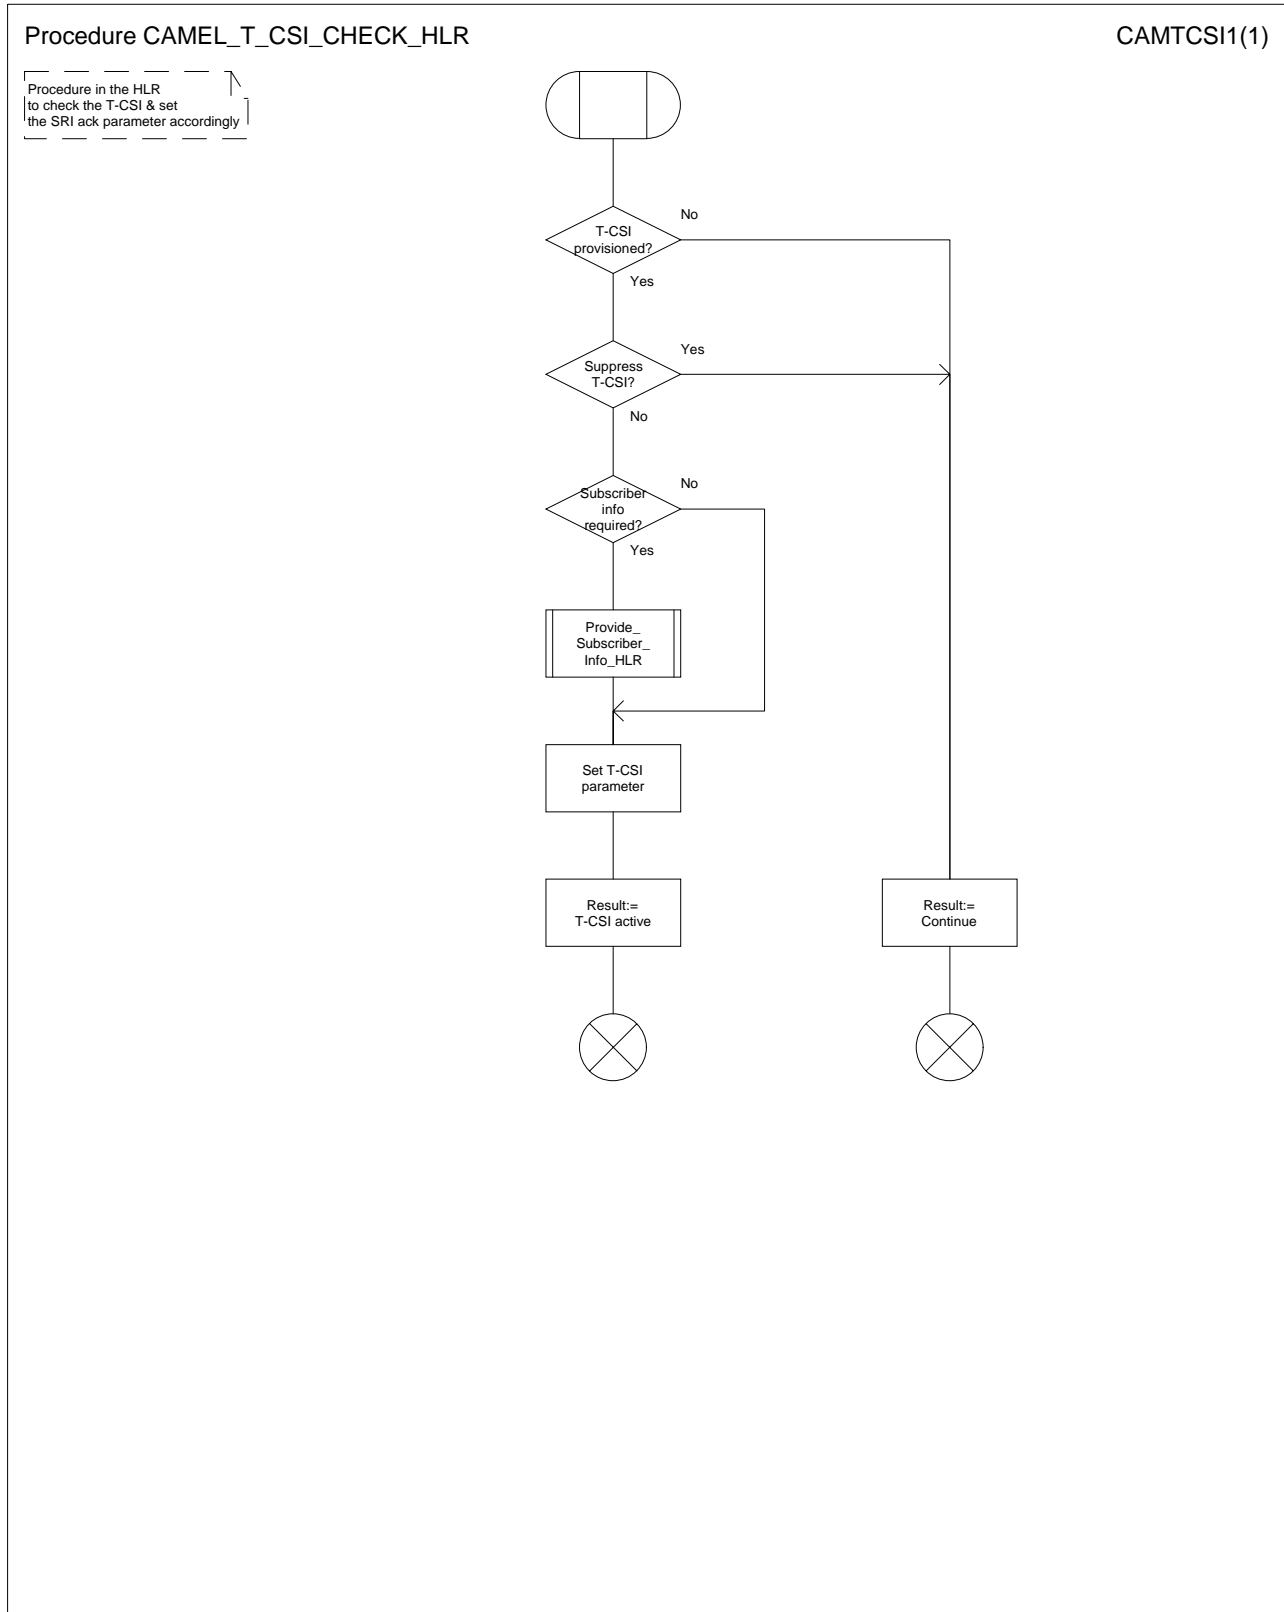 Procedure CAMEL_T_CSI_CHECK_HLR
CAMTCSI1(1)
Procedure in the HLR
to check the T-CSI & set
the SRI ack parameter accordingly
T-CSI
provisioned?
No
Yes
Suppress
T-CSI?
Yes
No
Subscriber
info
required?
No
Yes
Provide_
Subscriber_
Info_HLR
Set T-CSI
parameter
Result:=
T-CSI active
Result:=
Continue